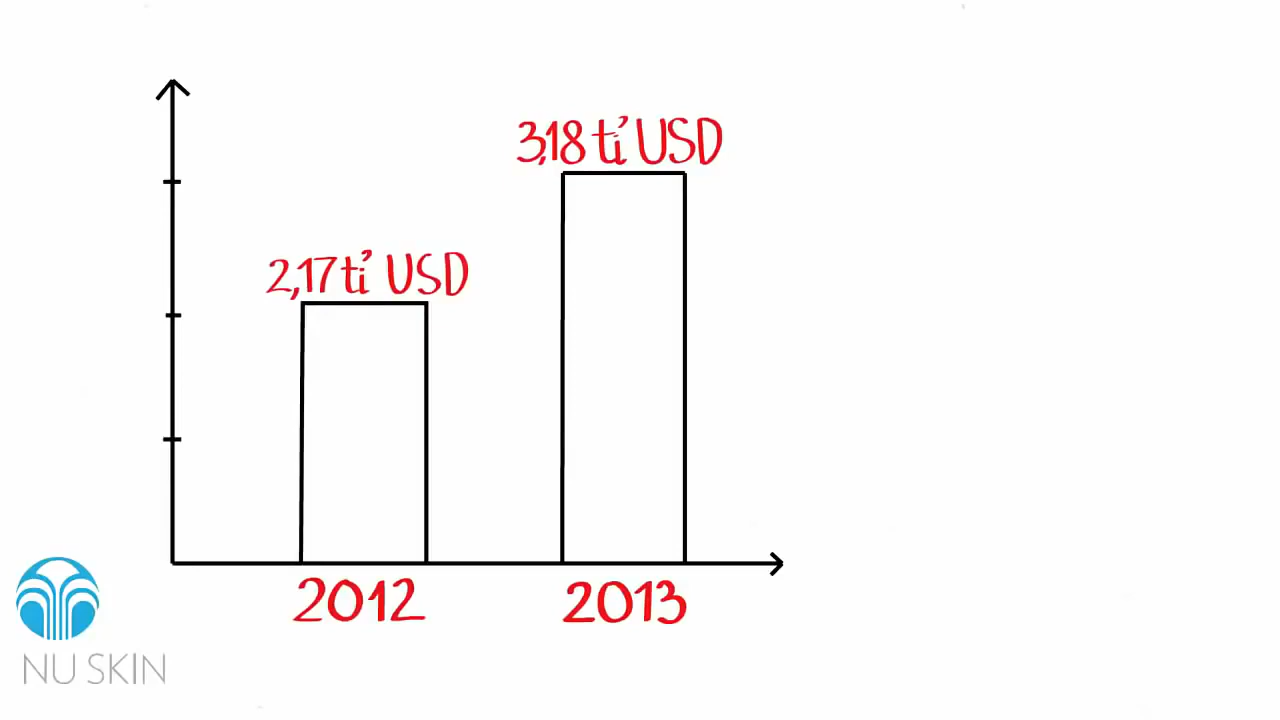 3,18 tỉ USD
2,17 tỉ USD
2012
2013
NU SKIN